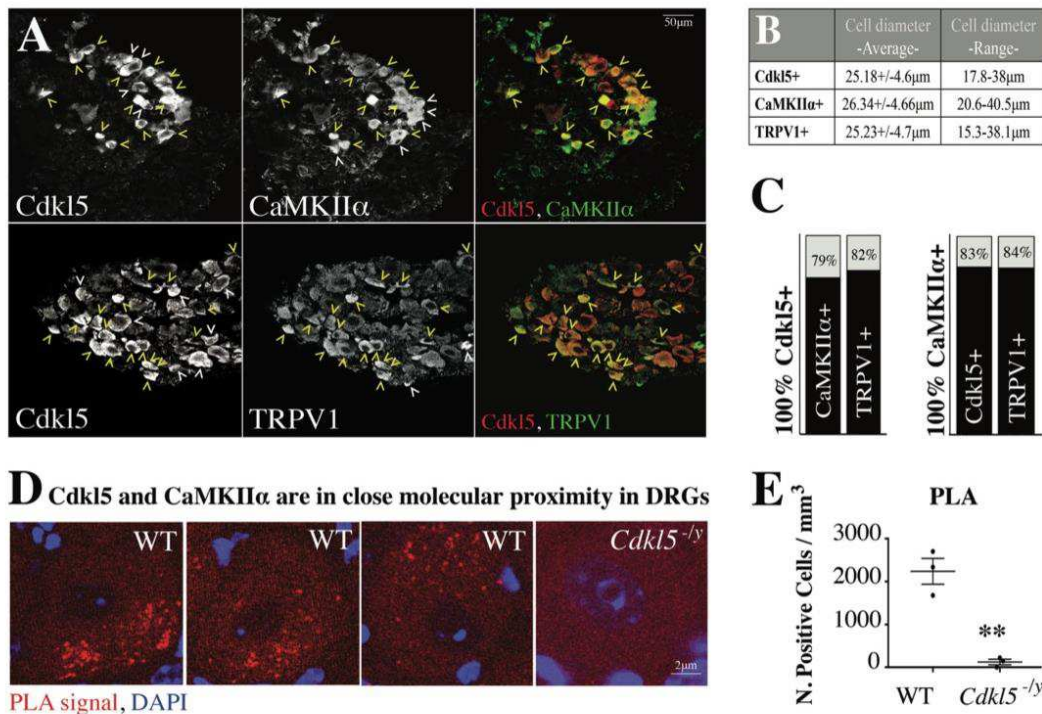 A
50μm
Cdkl5
CaMKIIα
Cdkl5, CaMKIIα
Cdkl5
TRPV1
Cdkl5, TRPV1
B
Cell diameter -Average-
Cell diameter -Range-
Cdkl5+ 25.18+/-4.6μm 17.8-38μm
CaMKIIα+ 26.34+/-4.66μm 20.6-40.5μm
TRPV1+ 25.23+/-4.7μm 15.3-38.1μm
C
100% Cdkl5+
79%
82%
CaMKIIα+
TRPV1+
100% CaMKIIα+
83%
84%
Cdkl5+
TRPV1+
D Cdkl5 and CaMKIIα are in close molecular proximity in DRGs
WT
WT
WT
Cdkl5 -/y
2μm
PLA signal, DAPI
E
PLA
N. Positive Cells / mm³
3000
2000
1000
0
**
WT
Cdkl5 -/y